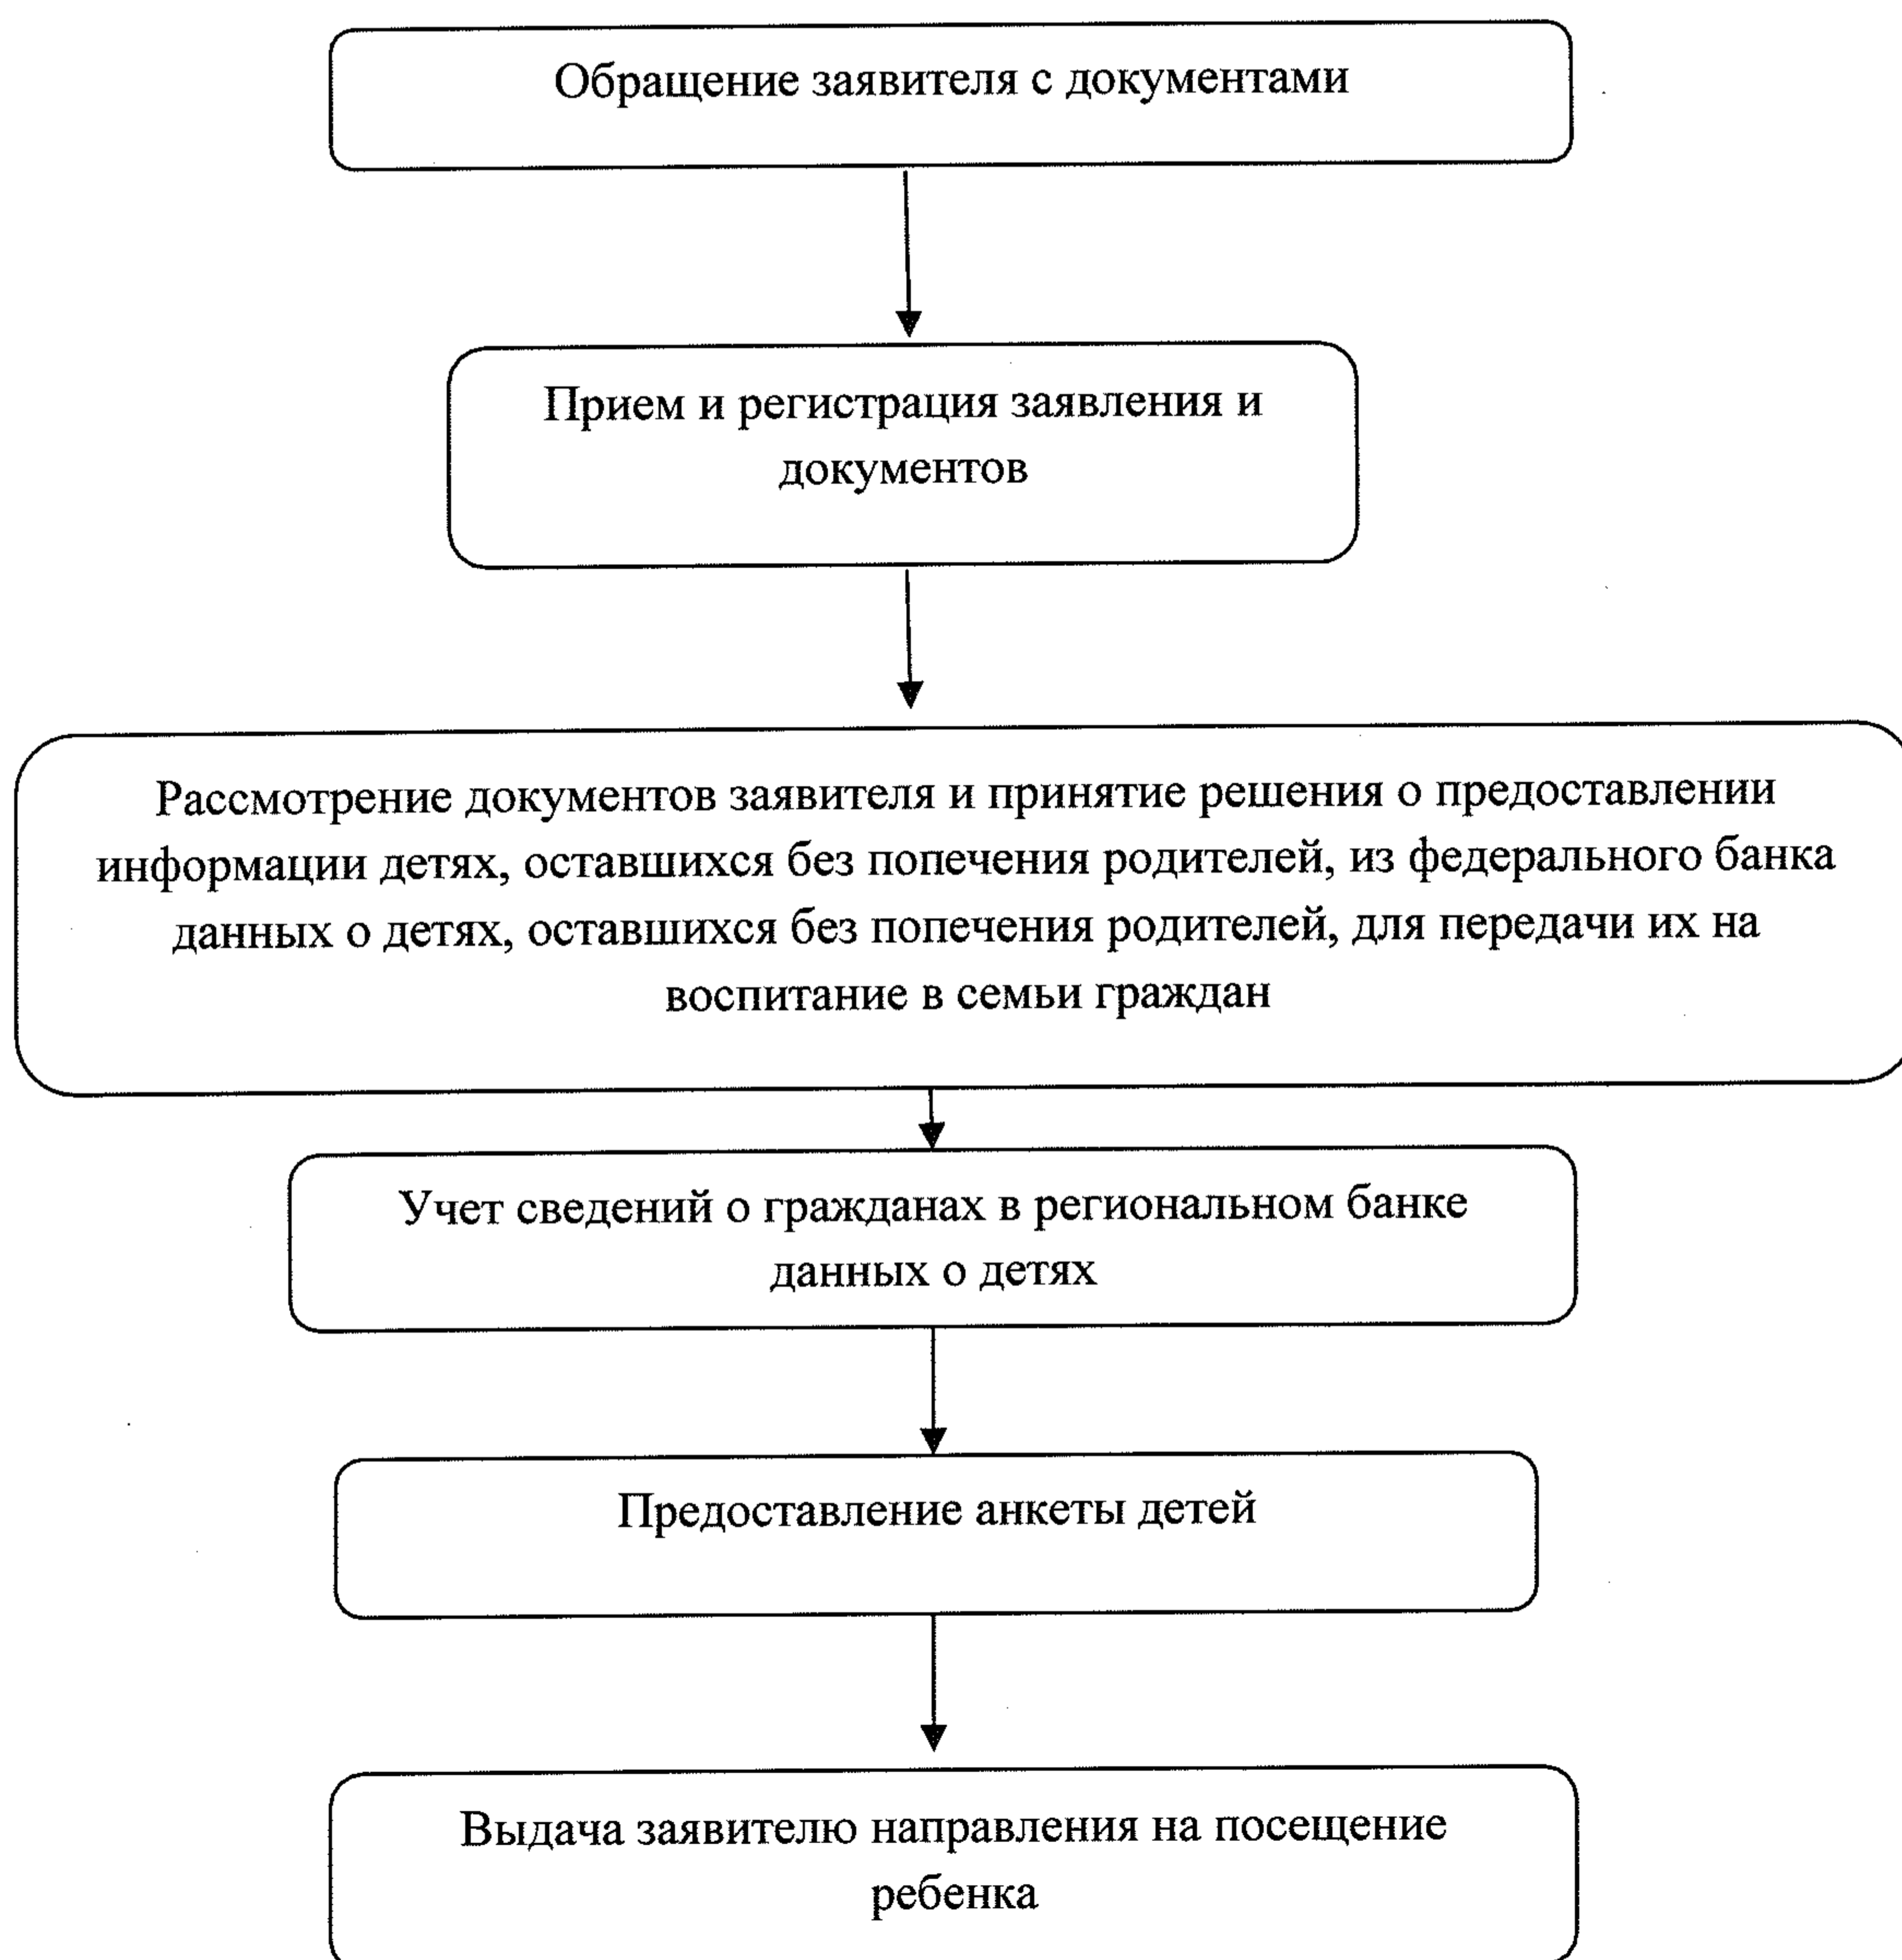 Обращение заявителя с документами
Прием и регистрация заявления и
документов
Рассмотрение документов заявителя и принятие решения о предоставлении
информации детях, оставшихся без попечения родителей, из федерального банка
данных о детях, оставшихся без попечения родителей, для передачи их на
воспитание в семьи граждан
Учет сведений о гражданах в региональном банке
данных о детях
Предоставление анкеты детей
Выдача заявителю направления на посещение
ребенка